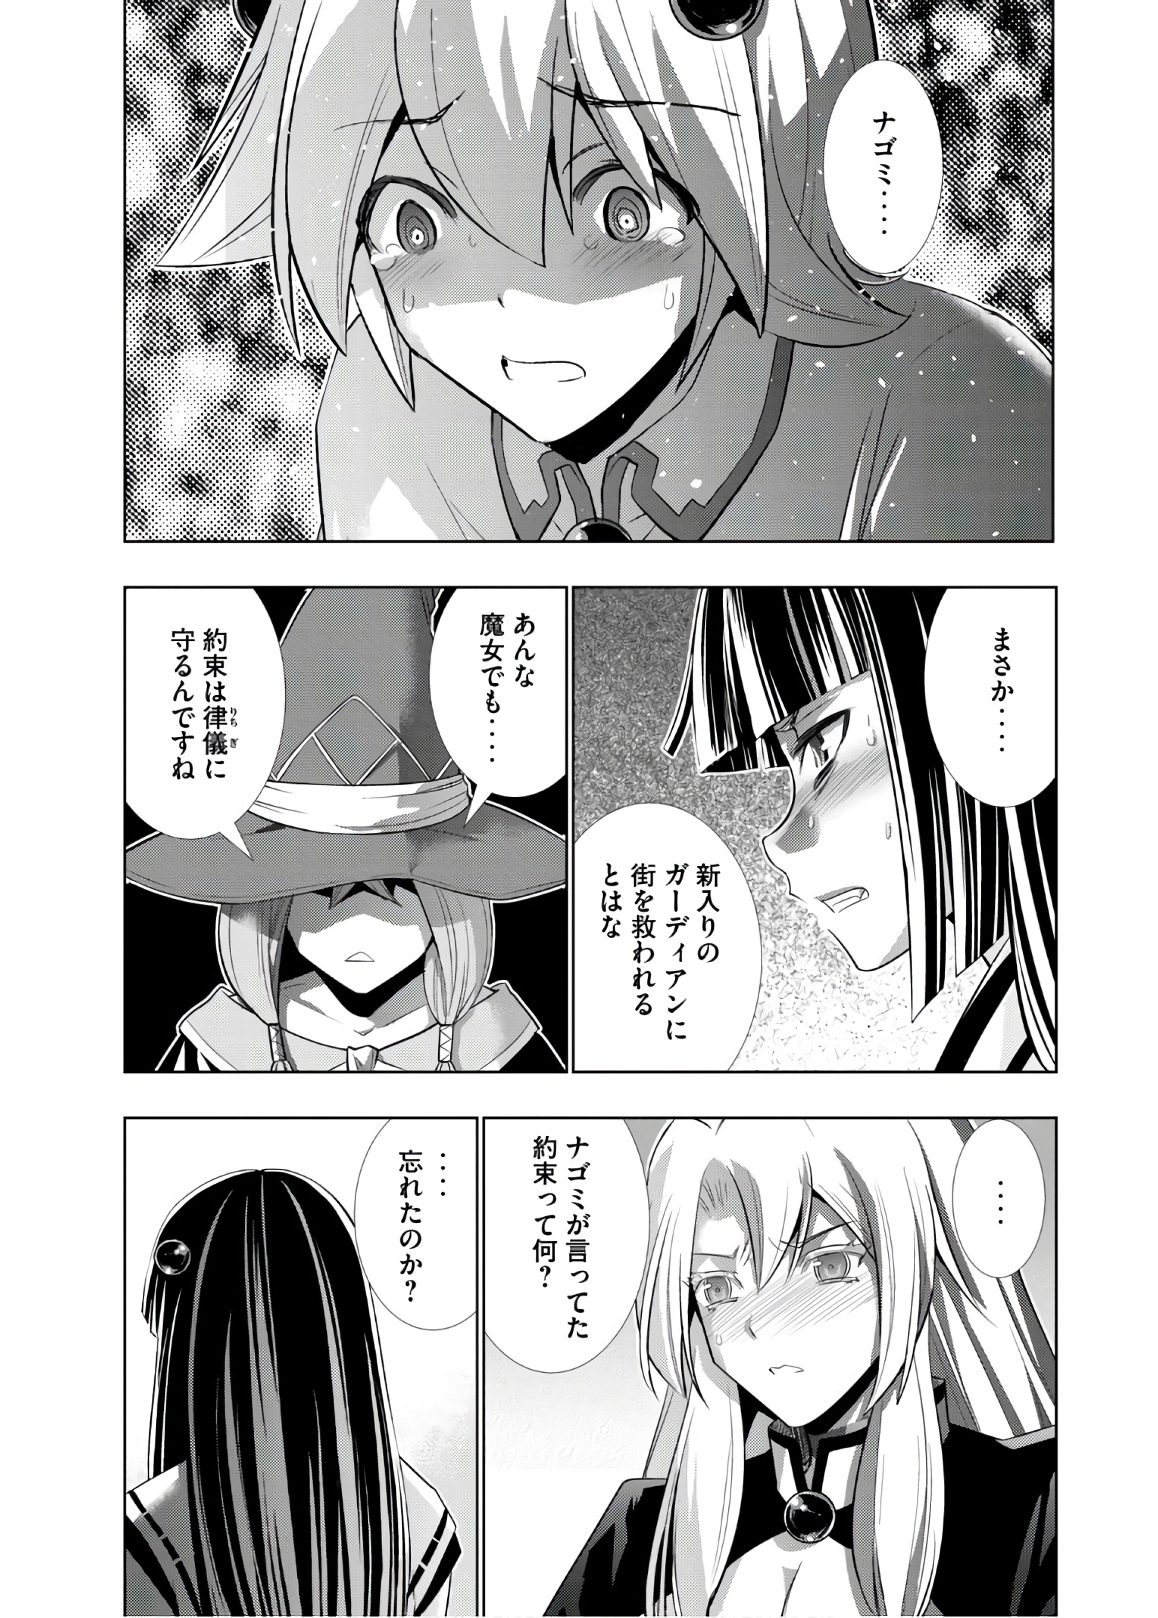 ナゴミ‥‥
まさか‥‥
新入りの
ガーディアンに
街を救われる
とはな
あんな
魔女でも‥‥
約束は律儀に
りちぎ
守るんですね
‥‥
ナゴミが言ってた
約束って何?
‥‥
忘れたのか?